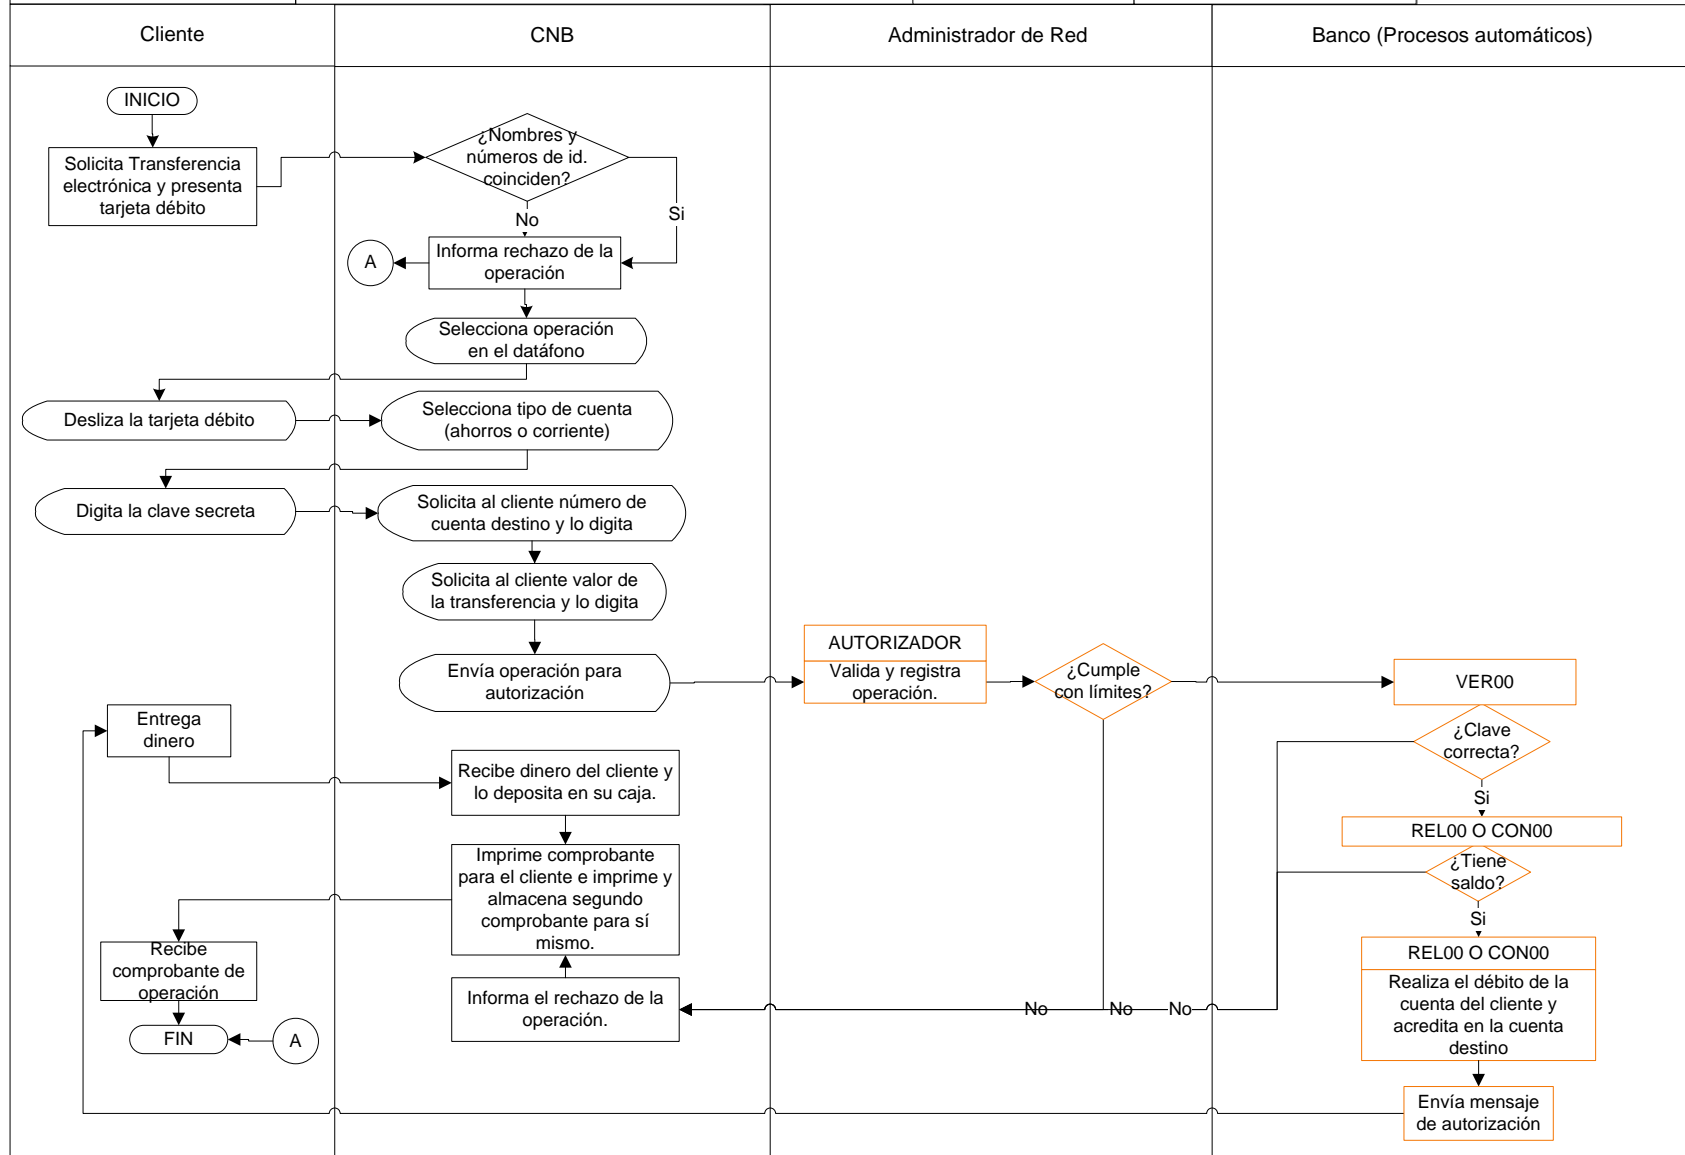 Cliente
CNB
Administrador de Red
Banco (Procesos automáticos)
INICIO
Solicita Transferencia
electrónica y presenta
tarjeta débito
¿Nombres y
números de id.
coinciden?
No
Si
Informa rechazo de la
operación
A
Selecciona operación
en el datáfono
Desliza la tarjeta débito
Selecciona tipo de cuenta
(ahorros o corriente)
Digita la clave secreta
Solicita al cliente número de
cuenta destino y lo digita
Solicita al cliente valor de
la transferencia y lo digita
Envía operación para
autorización
AUTORIZADOR
Valida y registra
operación.
¿Cumple
con límites?
VER00
¿Clave
correcta?
Si
REL00 O CON00
¿Tiene
saldo?
Si
REL00 O CON00
Realiza el débito de la
cuenta del cliente y
acredita en la cuenta
destino
Envía mensaje
de autorización
Entrega
dinero
Recibe dinero del cliente y
lo deposita en su caja.
Imprime comprobante
para el cliente e imprime y
almacena segundo
comprobante para sí
mismo.
Informa el rechazo de la
operación.
No
No
No
Recibe
comprobante de
operación
FIN
A